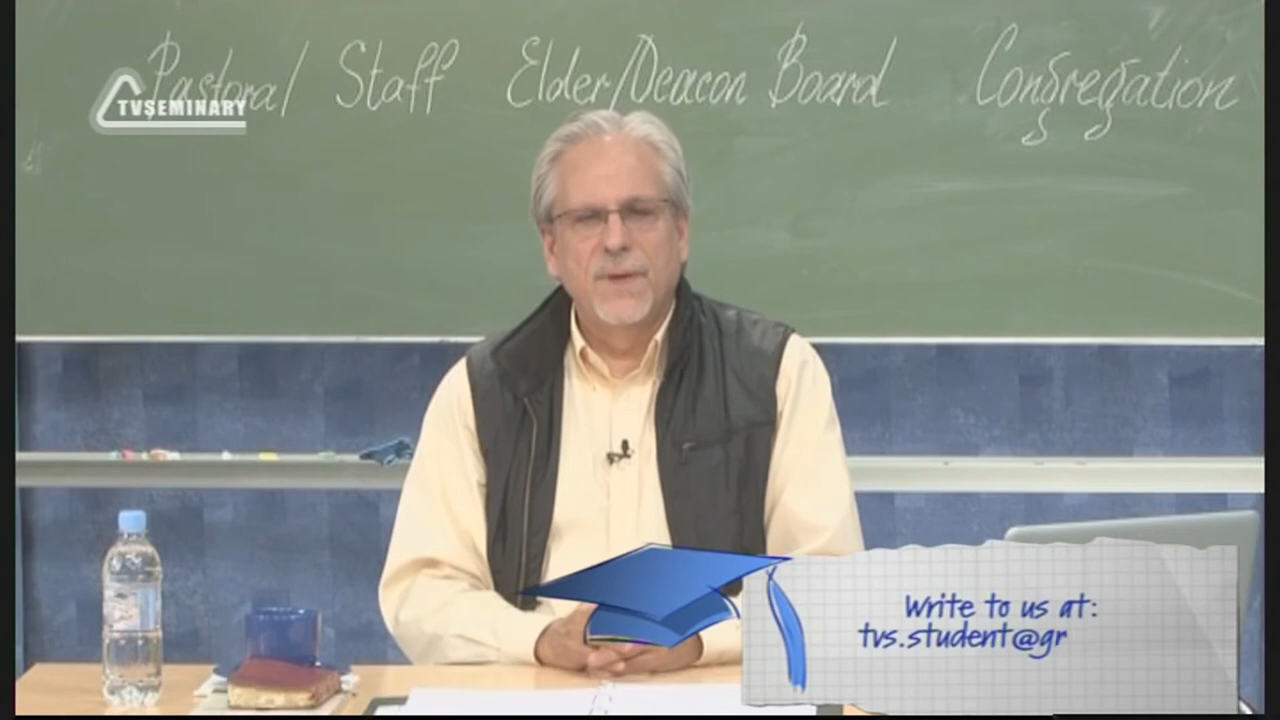 Pastoral Staff Elder/Deacon Board Congregation
TVSEMINARY
Write to us at:
tvs.student@gr